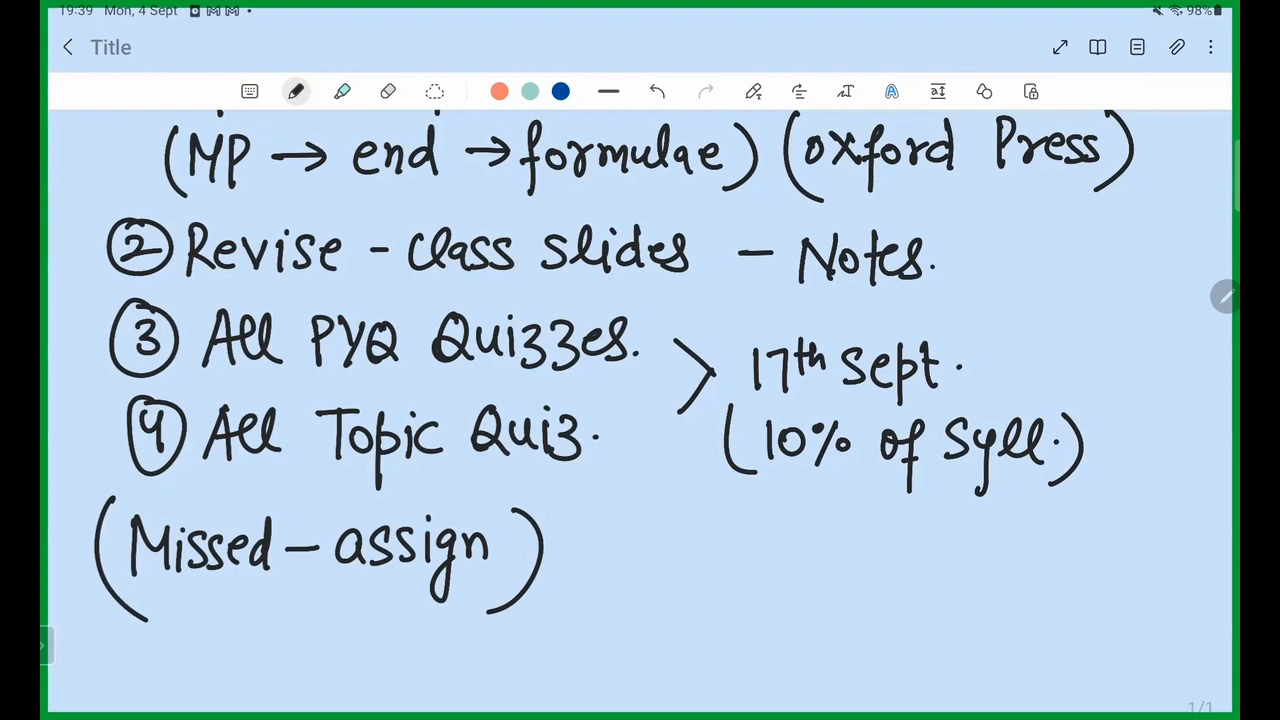 19:39 Mon, 4 Sept
98%
Title
(MP → end → formulae) (Oxford Press)
② Revise - Class Slides - Notes.
③ All PYQ Quizzes.
> 17th Sept.
④ All Topic Quiz.
(10% of Syll.)
(Missed - assign)
1/1